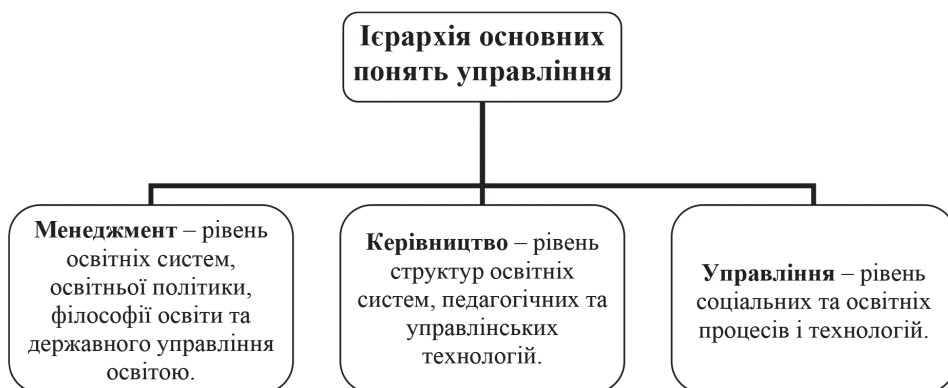 Ієрархія основних
понять управління
Менеджмент – рівень
освітніх систем,
освітньої політики,
філософії освіти та
державного управління
освітою.
Керівництво – рівень
структур освітніх
систем, педагогічних та
управлінських
технологій.
Управління – рівень
соціальних та освітніх
процесів і технологій.